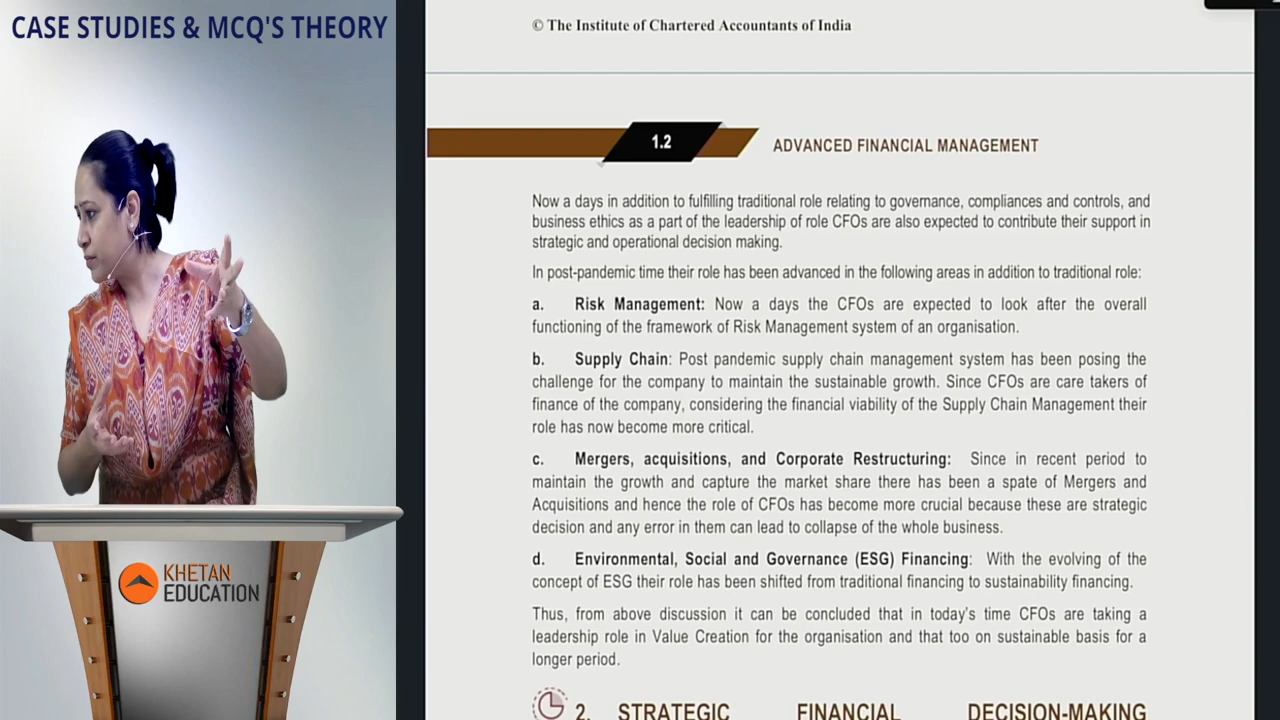 CASE STUDIES & MCQ'S THEORY
© The Institute of Chartered Accountants of India
1.2
ADVANCED FINANCIAL MANAGEMENT
Now a days in addition to fulfilling traditional role relating to governance, compliances and controls, and
business ethics as a part of the leadership of role CFOs are also expected to contribute their support in
strategic and operational decision making.
In post-pandemic time their role has been advanced in the following areas in addition to traditional role:
a. Risk Management: Now a days the CFOs are expected to look after the overall
functioning of the framework of Risk Management system of an organisation.
b. Supply Chain: Post pandemic supply chain management system has been posing the
challenge for the company to maintain the sustainable growth. Since CFOs are care takers of
finance of the company, considering the financial viability of the Supply Chain Management their
role has now become more critical.
c. Mergers, acquisitions, and Corporate Restructuring: Since in recent period to
maintain the growth and capture the market share there has been a spate of Mergers and
Acquisitions and hence the role of CFOs has become more crucial because these are strategic
decision and any error in them can lead to collapse of the whole business.
d. Environmental, Social and Governance (ESG) Financing: With the evolving of the
concept of ESG their role has been shifted from traditional financing to sustainability financing.
Thus, from above discussion it can be concluded that in today's time CFOs are taking a
leadership role in Value Creation for the organisation and that too on sustainable basis for a
longer period.
2. STRATEGIC FINANCIAL DECISION-MAKING
KHETAN
EDUCATION